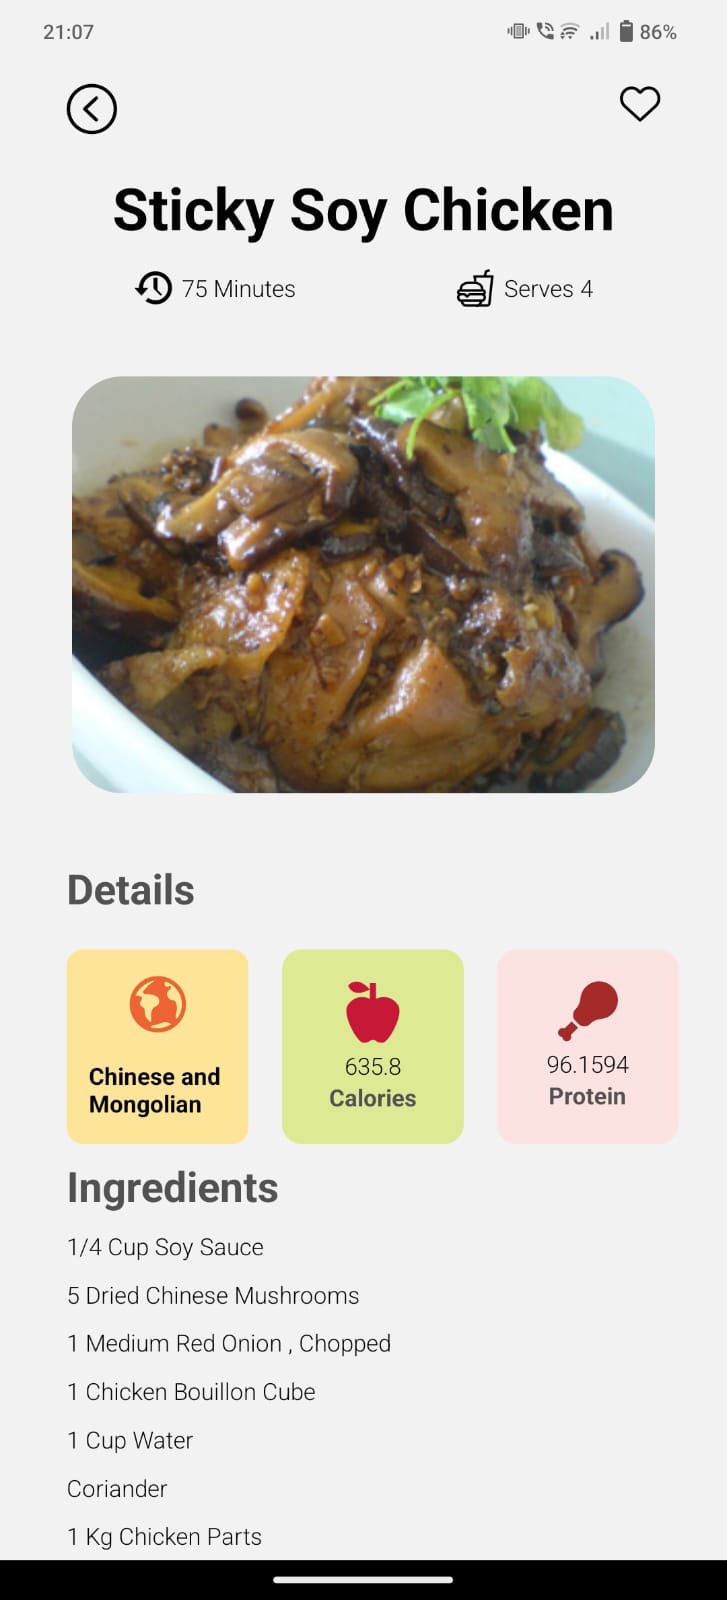 21:07
86%
Sticky Soy Chicken
75 Minutes
Serves 4
Details
Chinese and
Mongolian
635.8
Calories
96.1594
Protein
Ingredients
1/4 Cup Soy Sauce
5 Dried Chinese Mushrooms
1 Medium Red Onion , Chopped
1 Chicken Bouillon Cube
1 Cup Water
Coriander
1 Kg Chicken Parts